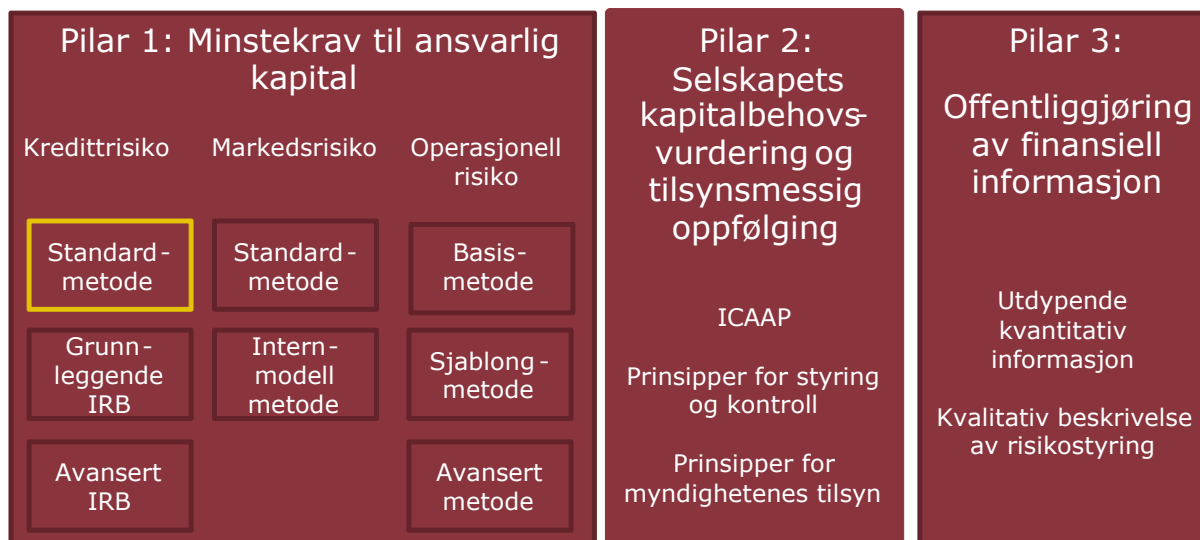 Pilar 1: Minstekrav til ansvarlig
kapital
Kredittrisiko
Markedsrisiko
Operasjonell
risiko
Standard-
metode
Standard-
metode
Basis-
metode
Grunn-
leggende
IRB
Intern-
modell
metode
Sjablong-
metode
Avansert
IRB
Avansert
metode
Pilar 2:
Selskapets
kapitalbehovs-
vurdering og
tilsynsmessig
oppfølging
ICAAP
Prinsipper for styring
og kontroll
Prinsipper for
myndighetenes tilsyn
Pilar 3:
Offentliggjøring
av finansiell
informasjon
Utdypende
kvantitativ
informasjon
Kvalitativ beskrivelse
av risikostyring